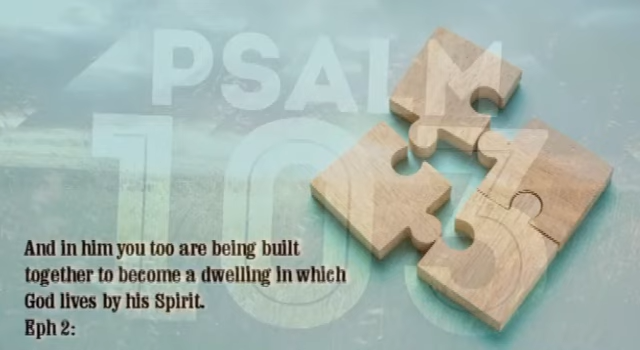 PSALM
103
And in him you too are being built
together to become a dwelling in which
God lives by his Spirit.
Eph 2: